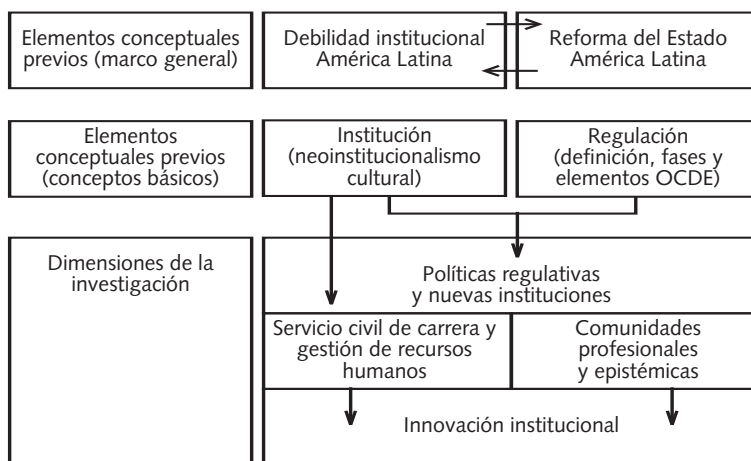 Elementos conceptuales
previos (marco general)
Debilidad institucional
América Latina
Reforma del Estado
América Latina
Elementos
conceptuales previos
(conceptos básicos)
Institución
(neoinstitucionalismo
cultural)
Regulación
(definición, fases y
elementos OCDE)
Dimensiones de la
investigación
Políticas regulativas
y nuevas instituciones
Servicio civil de carrera y
gestión de recursos
humanos
Comunidades
profesionales
y epistémicas
Innovación institucional